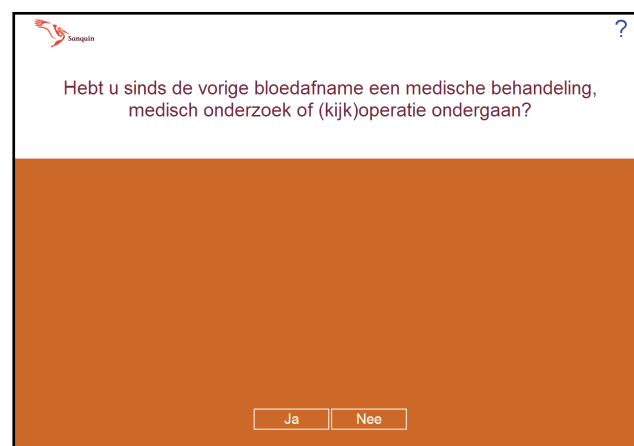 Sanquin
?
Hebt u sinds de vorige bloedafname een medische behandeling,
medisch onderzoek of (kijk)operatie ondergaan?
Ja
Nee